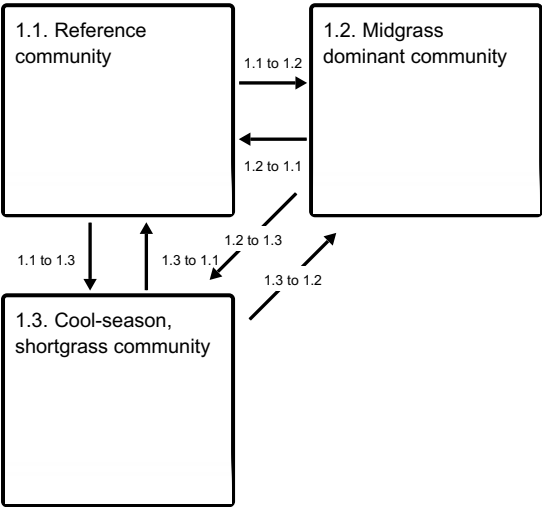 1.1. Reference
community
1.2. Midgrass
dominant community
1.1 to 1.2
1.2 to 1.1
1.2 to 1.3
1.1 to 1.3
1.3 to 1.1
1.3 to 1.2
1.3. Cool-season,
shortgrass community